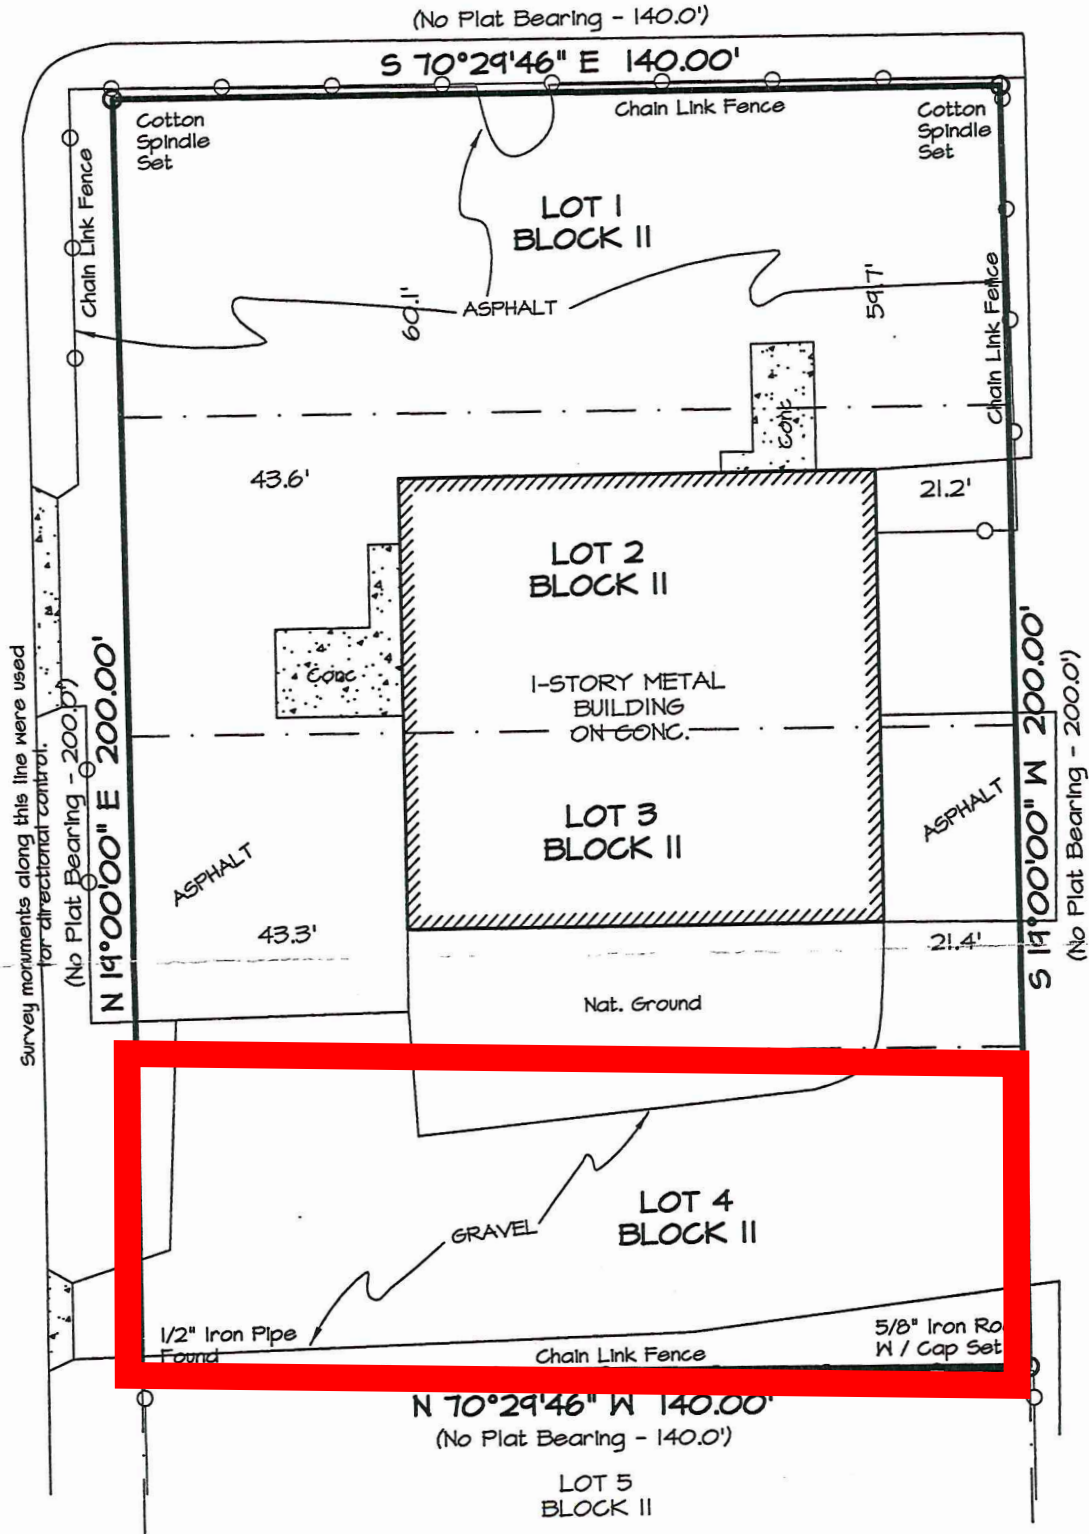 (No Plat Bearing - 140.0')
S 70°29'46" E 140.00'
Chain Link Fence
Cotton
Spindle
Set
Cotton
Spindle
Set
Chain Link Fence
LOT 1
BLOCK II
60.1'
ASPHALT
59.7'
Chain Link Fence
Conc
43.6'
21.2'
LOT 2
BLOCK II
Conc
1-STORY METAL
BUILDING
ON CONC.
LOT 3
BLOCK II
ASPHALT
ASPHALT
43.3'
21.4'
Survey monuments along this line were used
for directional control.
(No Plat Bearing - 200.0')
N 19°00'00" E 200.00'
S 19°00'00" W 200.00'
(No Plat Bearing - 200.0')
Nat. Ground
LOT 4
BLOCK II
GRAVEL
1/2" Iron Pipe
Found
5/8" Iron Ro
W / Cap Set
Chain Link Fence
N 70°29'46" W 140.00'
(No Plat Bearing - 140.0')
LOT 5
BLOCK II